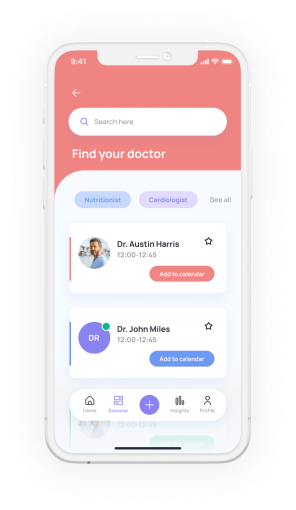 9:41
Search here
Find your doctor
Nutritionist
Cardiologist
See all
Dr. Austin Harris
12:00-12:45
Add to calendar
DR
Dr. John Miles
12:00-12:45
Add to calendar
Home
Discover
Insights
Profile